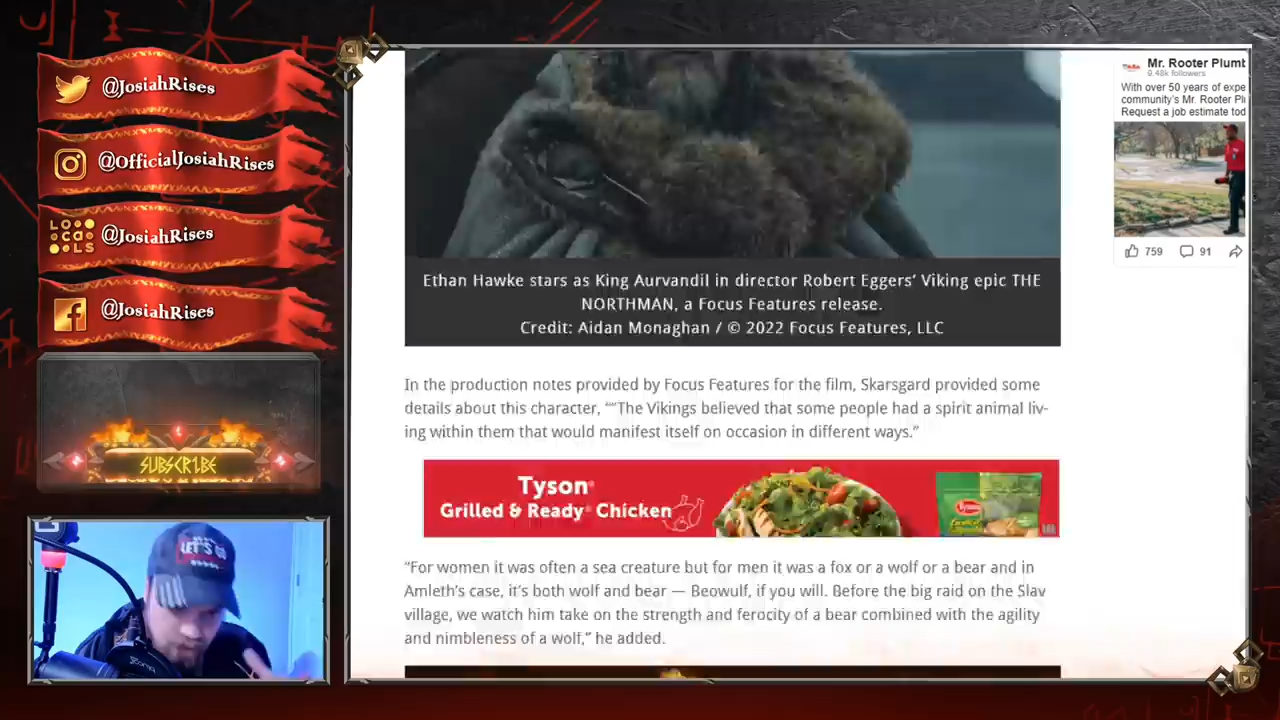 @JosiahRises
@OfficialJosiahRises
LOCALS
@JosiahRises
@JosiahRises
SUBSCRIBE
LET'S GO
Mr. Rooter Plumb
9.48k followers
With over 50 years of expe
community's Mr. Rooter Pl
Request a job estimate tod
759
91
Ethan Hawke stars as King Aurvandil in director Robert Eggers' Viking epic THE
NORTHMAN, a Focus Features release.
Credit: Aidan Monaghan / © 2022 Focus Features, LLC
In the production notes provided by Focus Features for the film, Skarsgard provided some
details about this character, “"The Vikings believed that some people had a spirit animal liv-
ing within them that would manifest itself on occasion in different ways.”
Tyson
Grilled & Ready® Chicken
“For women it was often a sea creature but for men it was a fox or a wolf or a bear and in
Amleth’s case, it’s both wolf and bear — Beowulf, if you will. Before the big raid on the Slav
village, we watch him take on the strength and ferocity of a bear combined with the agility
and nimbleness of a wolf,” he added.